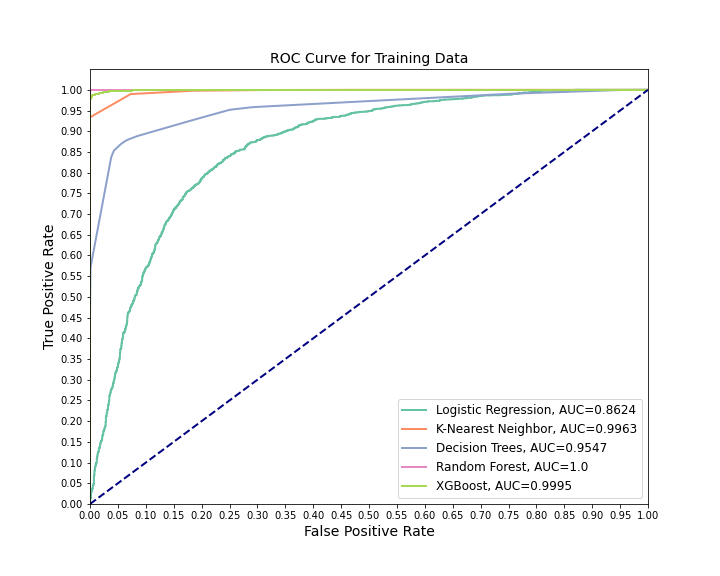 ROC Curve for Training Data
True Positive Rate
1.00
0.95
0.90
0.85
0.80
0.75
0.70
0.65
0.60
0.55
0.50
0.45
0.40
0.35
0.30
0.25
0.20
0.15
0.10
0.05
0.00
Logistic Regression, AUC=0.8624
K-Nearest Neighbor, AUC=0.9963
Decision Trees, AUC=0.9547
Random Forest, AUC=1.0
XGBoost, AUC=0.9995
0.00 0.05 0.10 0.15 0.20 0.25 0.30 0.35 0.40 0.45 0.50 0.55 0.60 0.65 0.70 0.75 0.80 0.85 0.90 0.95 1.00
False Positive Rate